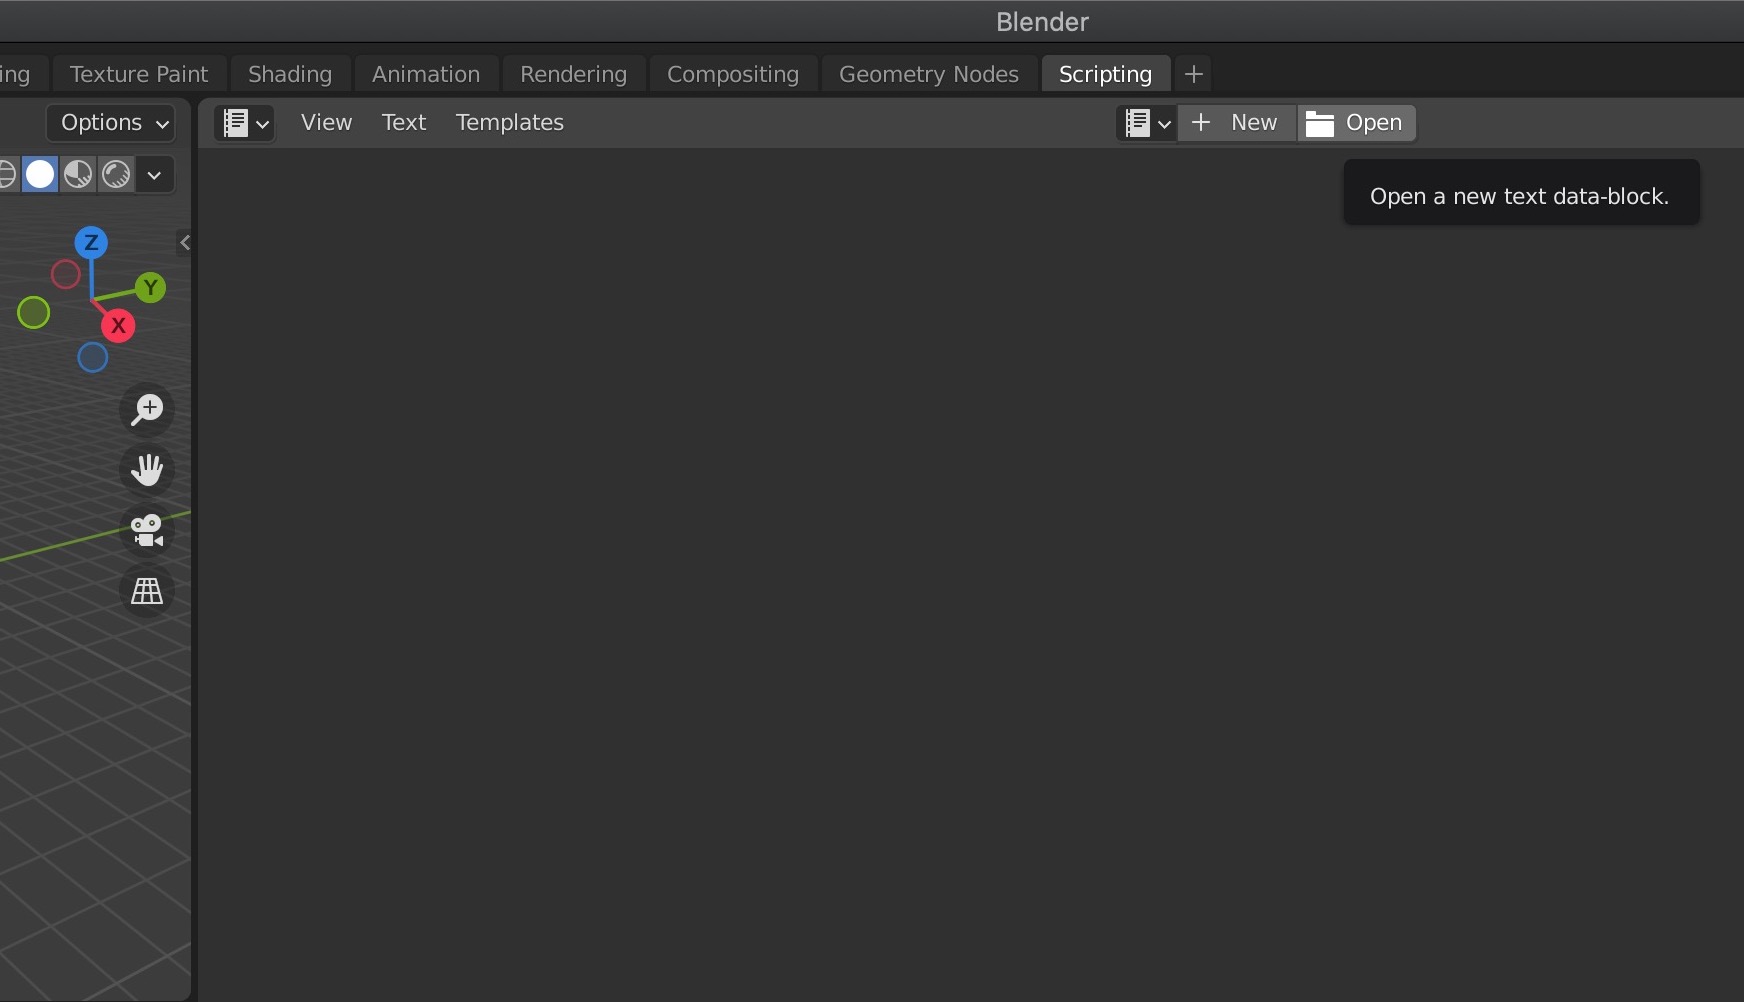 Blender
ing Texture Paint Shading Animation Rendering Compositing Geometry Nodes Scripting +
Options View Text Templates + New Open
Open a new text data-block.
Z
Y
X